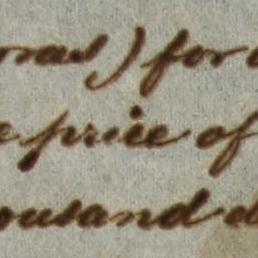 ) for
price of
ousand d